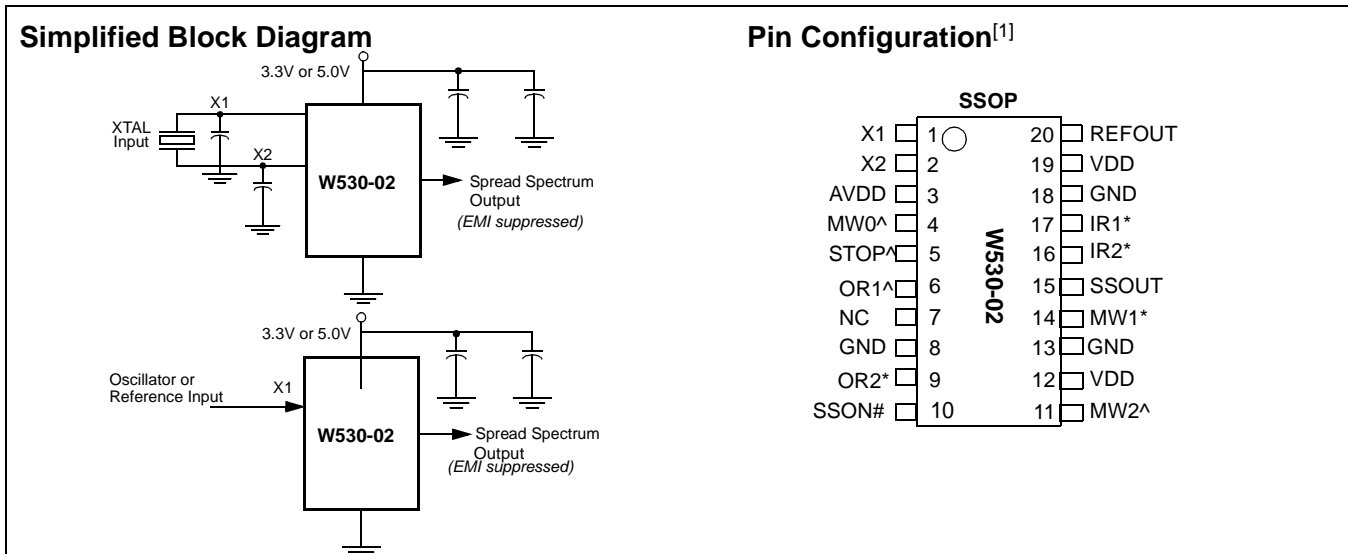 Simplified Block Diagram
3.3V or 5.0V
X1
XTAL
Input
X2
W530-02
Spread Spectrum
Output
(EMI suppressed)
3.3V or 5.0V
Oscillator or
Reference Input
X1
W530-02
Spread Spectrum
Output
(EMI suppressed)
Pin Configuration[1]
SSOP
X1 1 20 REFOUT
X2 2 19 VDD
AVDD 3 18 GND
MW0^ 4 17 IR1*
STOP^ 5 16 IR2*
OR1^ 6 15 SSOUT
NC 7 14 MW1*
GND 8 13 GND
OR2* 9 12 VDD
SSON# 10 11 MW2^
W530-02